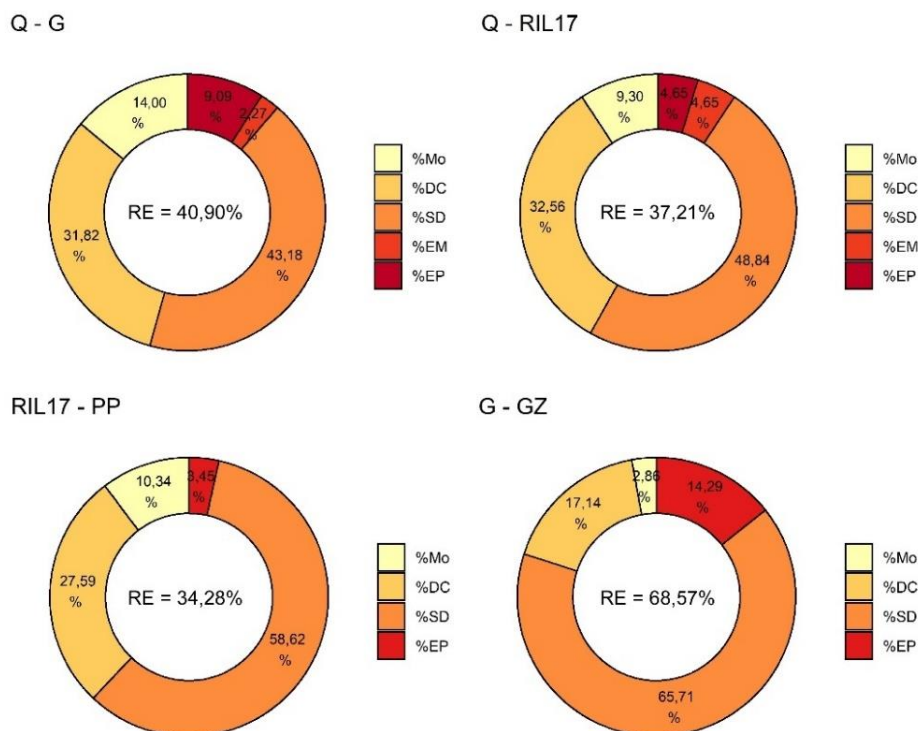 Q - G
14,00
%
9,09
%
2,27
%
31,82
%
43,18
%
RE = 40,90%
%Mo
%DC
%SD
%EM
%EP
Q - RIL17
9,30
%
4,65
%
4,65
%
32,56
%
48,84
%
RE = 37,21%
%Mo
%DC
%SD
%EM
%EP
RIL17 - PP
10,34
%
3,45
%
27,59
%
58,62
%
RE = 34,28%
%Mo
%DC
%SD
%EP
G - GZ
2,86
%
14,29
%
17,14
%
65,71
%
RE = 68,57%
%Mo
%DC
%SD
%EP